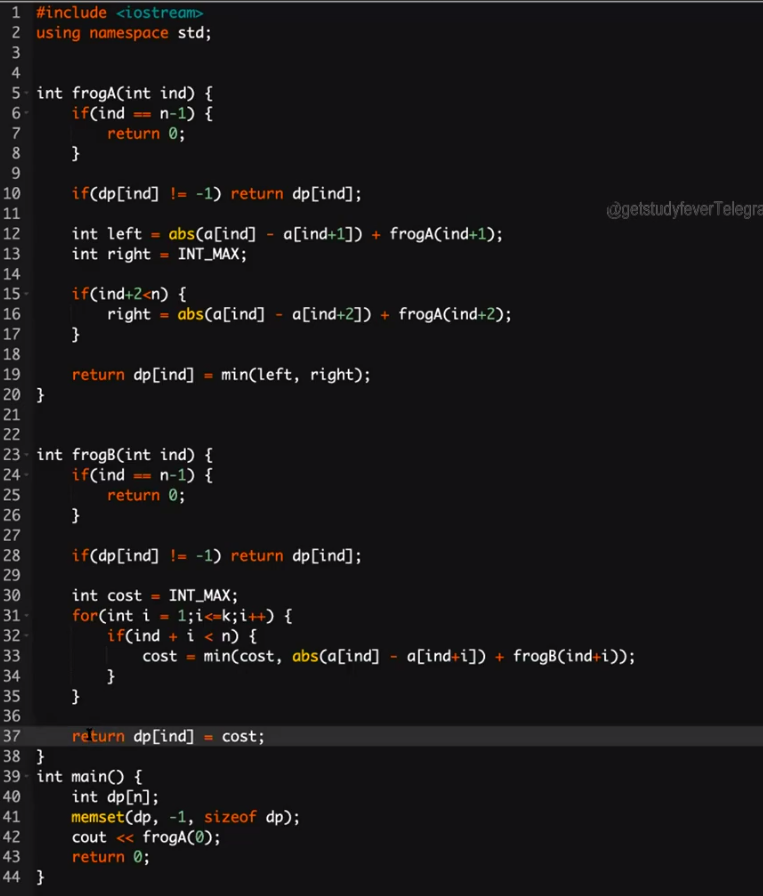 1 #include <iostream>
2 using namespace std;
3
4
5 int frogA(int ind) {
6     if(ind == n-1) {
7         return 0;
8     }
9
10     if(dp[ind] != -1) return dp[ind];
11 @getstudyfeverTelegra
12     int left = abs(a[ind] - a[ind+1]) + frogA(ind+1);
13     int right = INT_MAX;
14
15     if(ind+2<n) {
16         right = abs(a[ind] - a[ind+2]) + frogA(ind+2);
17     }
18
19     return dp[ind] = min(left, right);
20 }
21
22
23 int frogB(int ind) {
24     if(ind == n-1) {
25         return 0;
26     }
27
28     if(dp[ind] != -1) return dp[ind];
29
30     int cost = INT_MAX;
31     for(int i = 1;i<=k;i++) {
32         if(ind + i < n) {
33             cost = min(cost, abs(a[ind] - a[ind+i]) + frogB(ind+i));
34         }
35     }
36
37     return dp[ind] = cost;
38 }
39 int main() {
40     int dp[n];
41     memset(dp, -1, sizeof dp);
42     cout << frogA(0);
43     return 0;
44 }